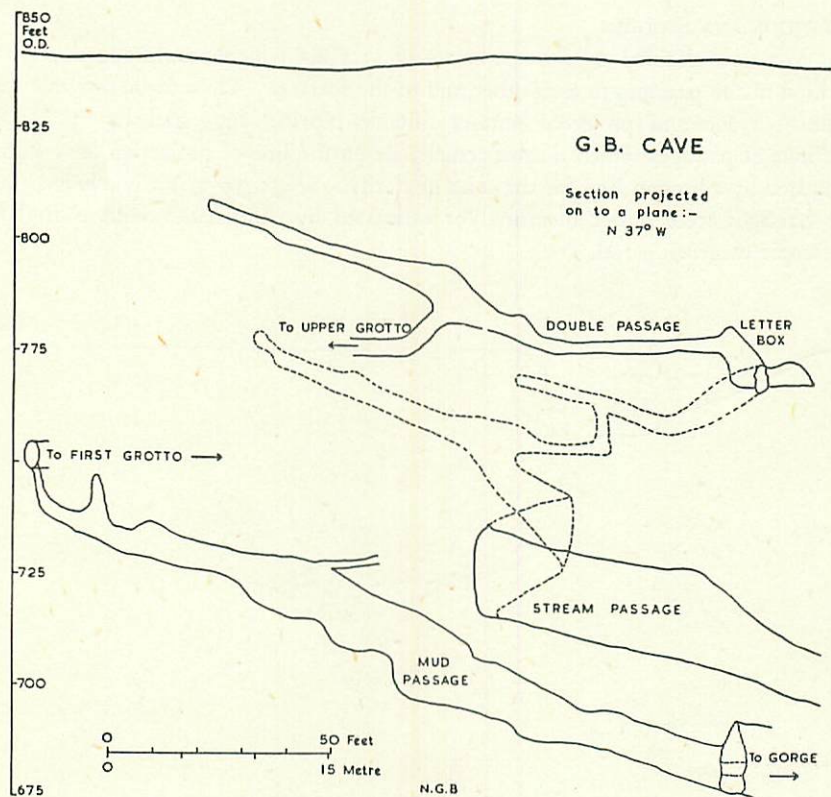 850
Feet
O.D.
825
G.B. CAVE
Section projected
on to a plane:-
N 37° W
800
To UPPER GROTTO
DOUBLE PASSAGE
LETTER
BOX
775
To FIRST GROTTO
725
STREAM PASSAGE
MUD
PASSAGE
700
0 50 Feet
0 15 Metre
To GORGE
675
N.G.B